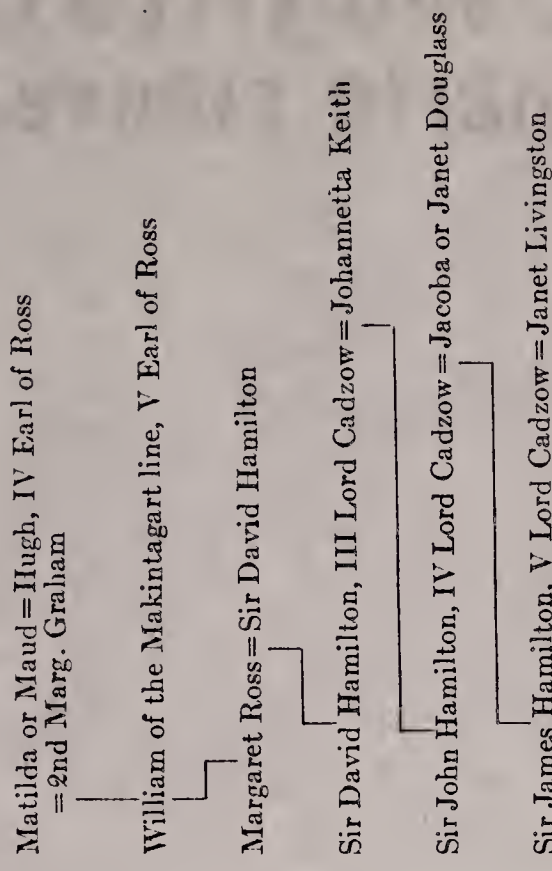 Matilda or Maud=Hugh, IV Earl of Ross
=2nd Marg. Graham
William of the Makintagart line, V Earl of Ross
Margaret Ross=Sir David Hamilton
Sir David Hamilton, III Lord Cadzow=Johannetta Keith
Sir John Hamilton, IV Lord Cadzow=Jacoba or Janet Douglass
Sir James Hamilton, V Lord Cadzow=Janet Livingston